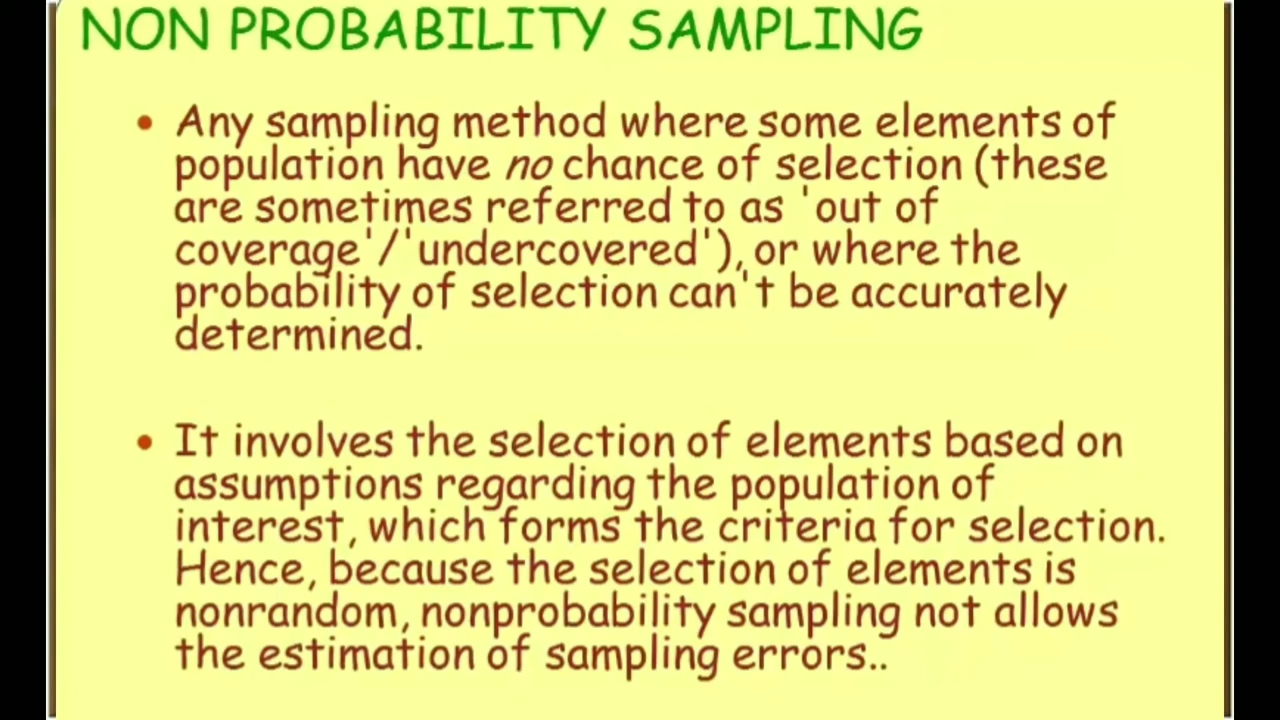 NON PROBABILITY SAMPLING
• Any sampling method where some elements of
population have no chance of selection (these
are sometimes referred to as 'out of
coverage'/'undercovered'), or where the
probability of selection can't be accurately
determined.
• It involves the selection of elements based on
assumptions regarding the population of
interest, which forms the criteria for selection.
Hence, because the selection of elements is
nonrandom, nonprobability sampling not allows
the estimation of sampling errors..